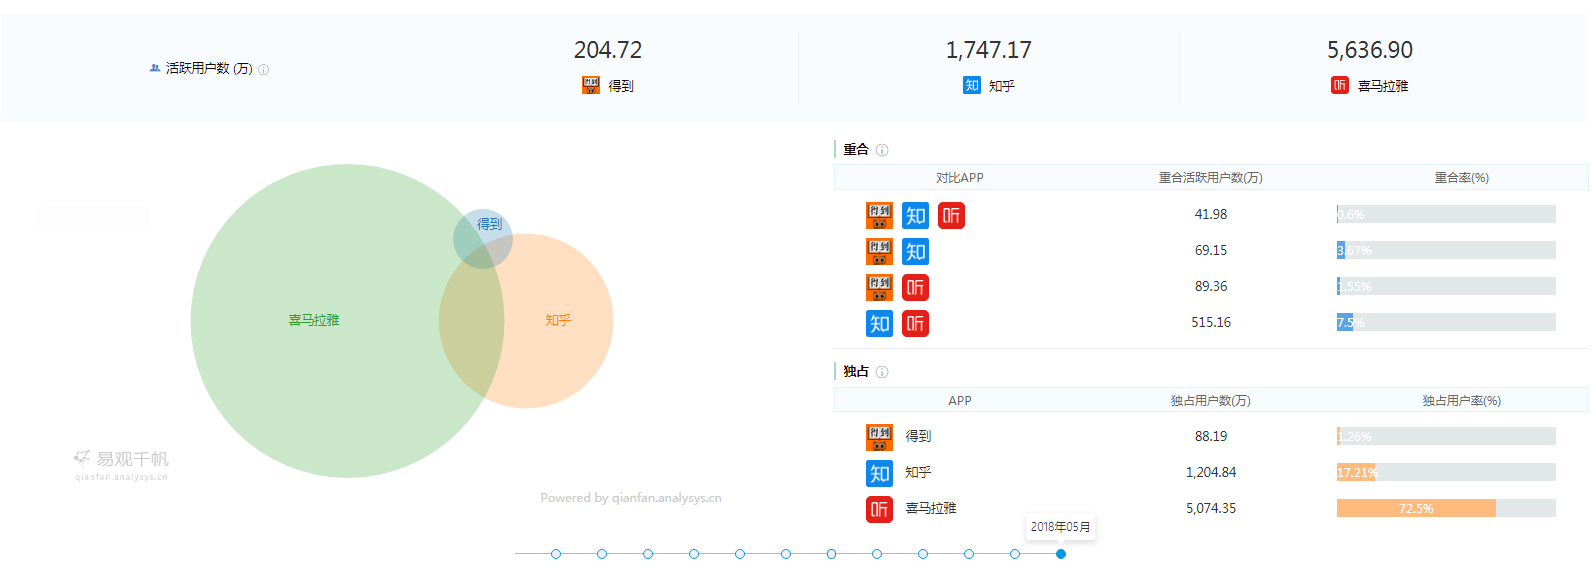 活跃用户数 (万)
204.72
得到
1,747.17
知乎
5,636.90
喜马拉雅
得到
喜马拉雅
知乎
易观千帆
qianfan.analysys.cn
Powered by qianfan.analysys.cn
重合
对比APP 重合活跃用户数(万) 重合率(%)
得到 知 听 41.98 0.6%
得到 知 69.15 3.67%
得到 听 89.36 1.55%
知 听 515.16 7.5%
独占
APP 独占用户数(万) 独占用户率(%)
得到 得到 88.19 1.26%
知 知乎 1,204.84 17.21%
听 喜马拉雅 5,074.35 72.5%
2018年05月